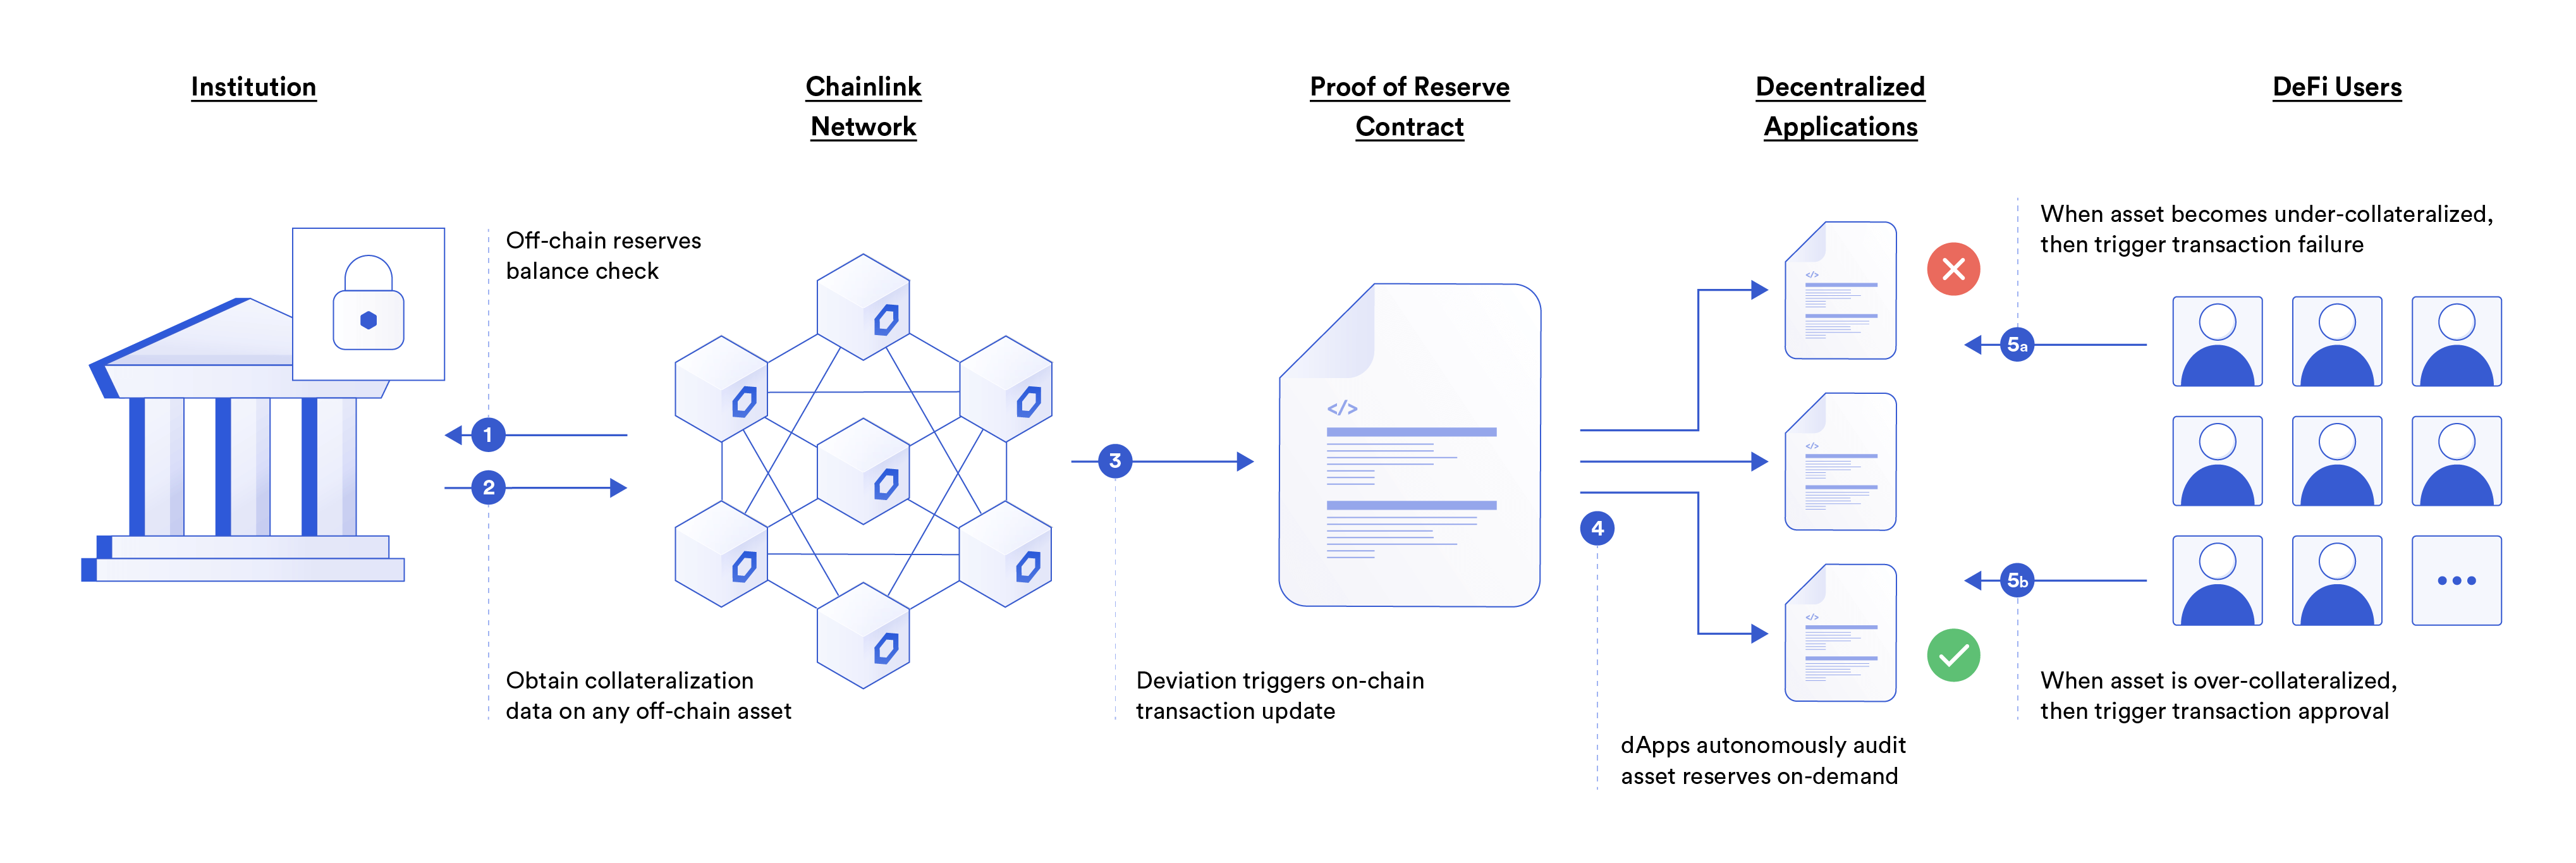 Institution
Chainlink
Network
Proof of Reserve
Contract
Decentralized
Applications
DeFi Users
Off-chain reserves
balance check
1
2
Obtain collateralization
data on any off-chain asset
3
Deviation triggers on-chain
transaction update
</>
4
dApps autonomously audit
asset reserves on-demand
</>
</>
</>
When asset becomes under-collateralized,
then trigger transaction failure
5a
5b
When asset is over-collateralized,
then trigger transaction approval